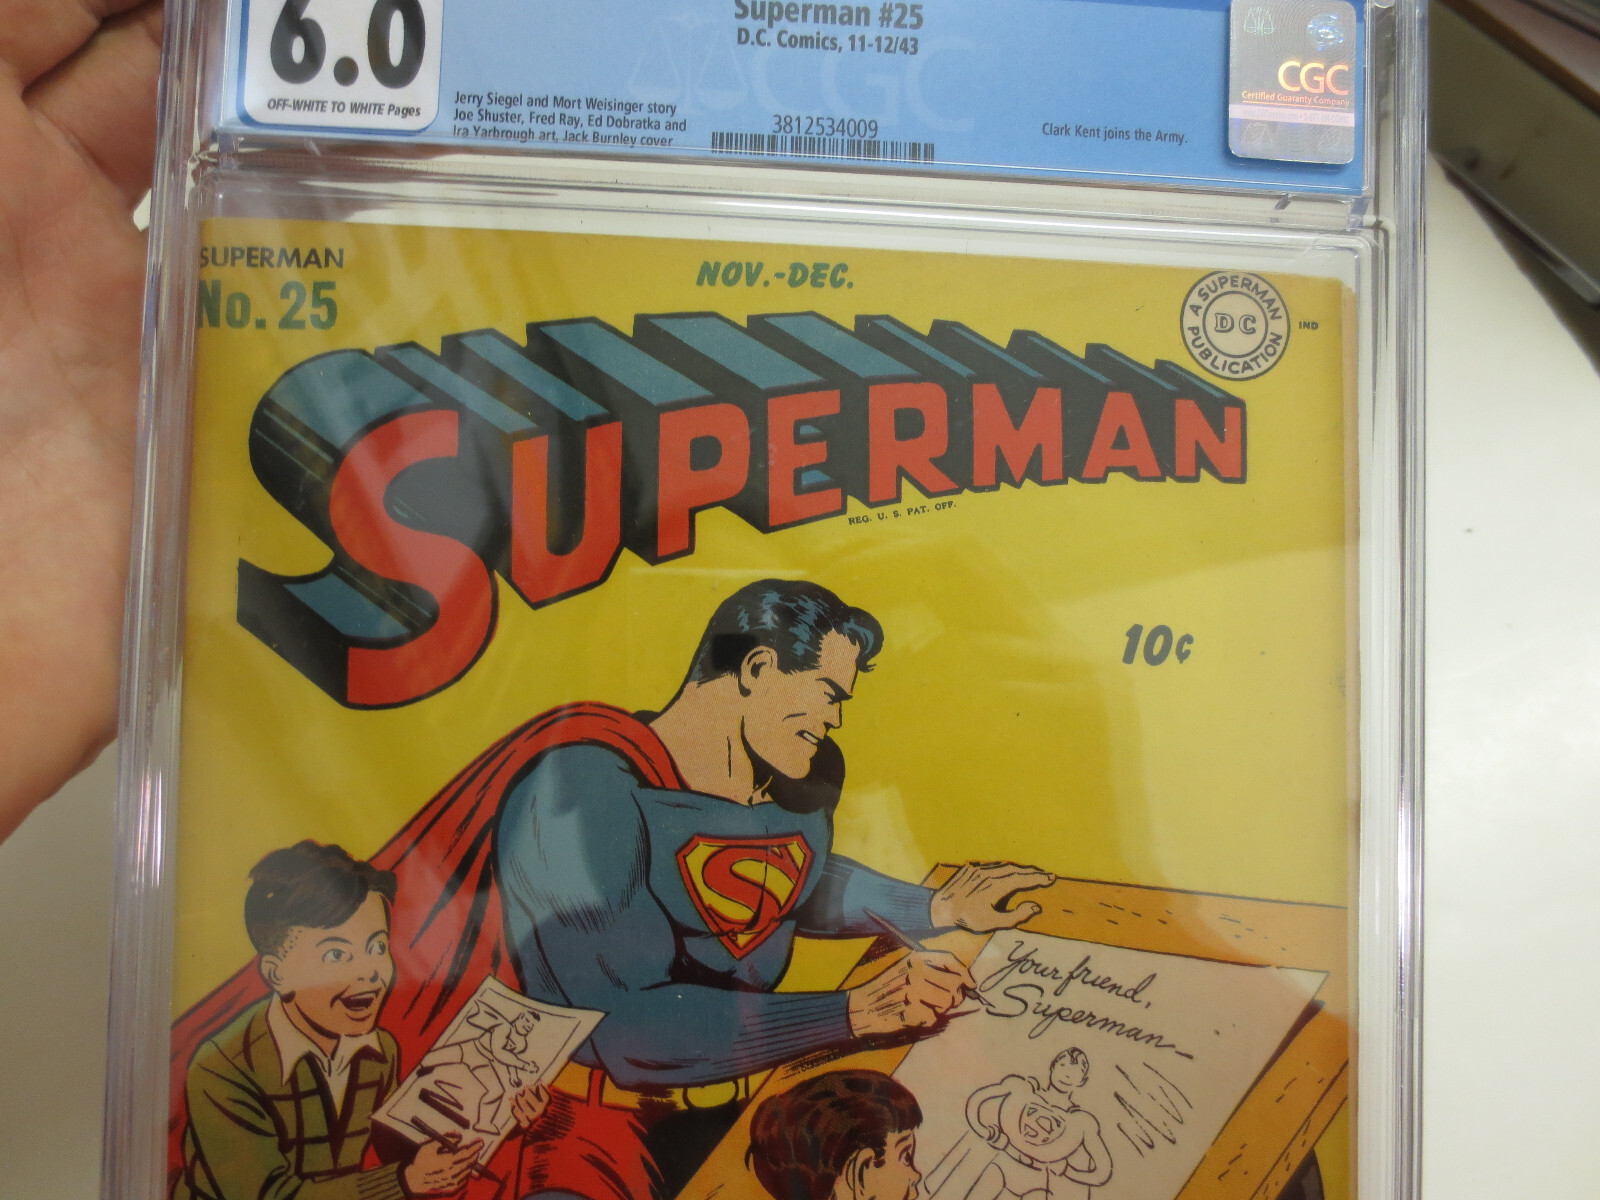 6.0
OFF-WHITE TO WHITE Pages
Superman #25
D.C. Comics, 11-12/43
Jerry Siegel and Mort Weisinger story
Joe Shuster, Fred Ray, Ed Dobratka and
Ira Yarbrough art, Jack Burnley cover
3812534009
Clark Kent joins the Army.
CGC
CGC
Certified Guaranty Company
SUPERMAN
No. 25
NOV.-DEC.
A SUPERMAN
DC
PUBLICATION
IND
SUPERMAN
REG. U. S. PAT. OFF.
10¢
S
Your friend,
Superman